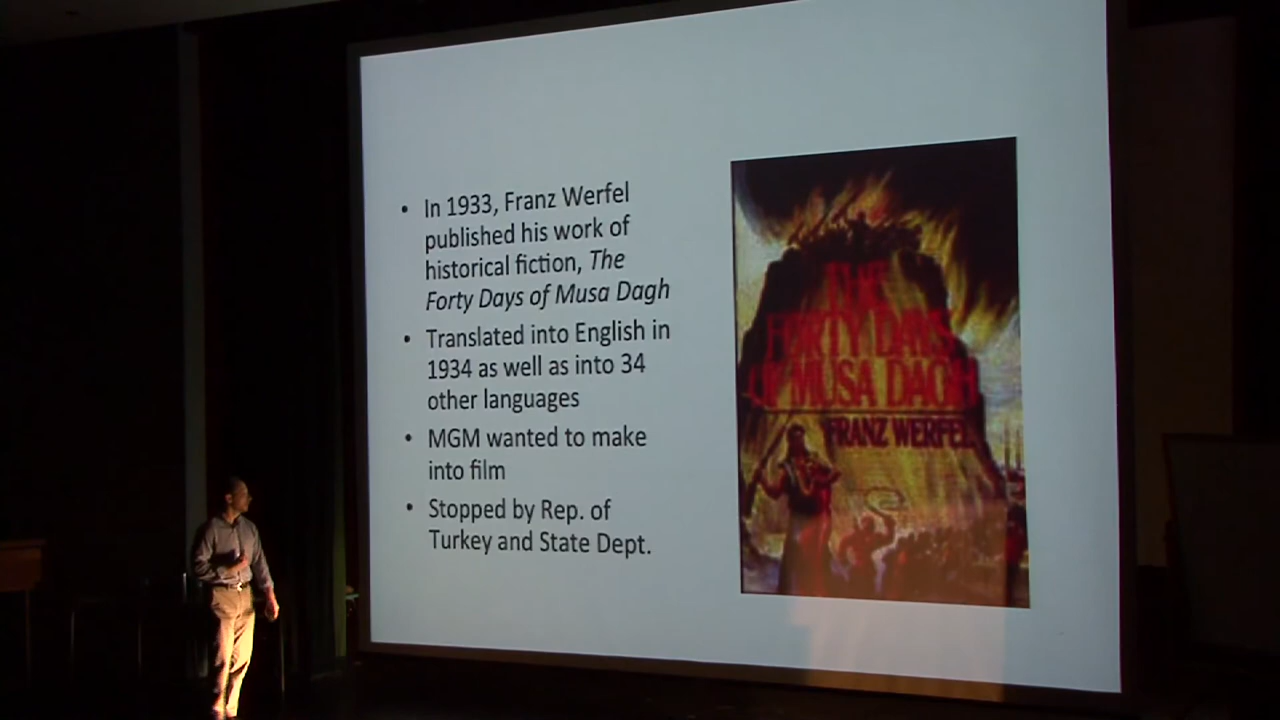 • In 1933, Franz Werfel
published his work of
historical fiction, The
Forty Days of Musa Dagh
• Translated into English in
1934 as well as into 34
other languages
• MGM wanted to make
into film
• Stopped by Rep. of
Turkey and State Dept.
THE
FORTY DAYS
OF MUSA DAGH
FRANZ WERFEL